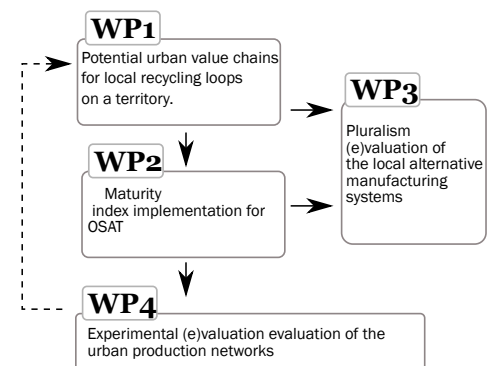 WP1
Potential urban value chains
for local recycling loops
on a territory.
WP3
Pluralism
(e)valuation of
the local alternative
manufacturing
systems
WP2
Maturity
index implementation for
OSAT
WP4
Experimental (e)valuation evaluation of the
urban production networks